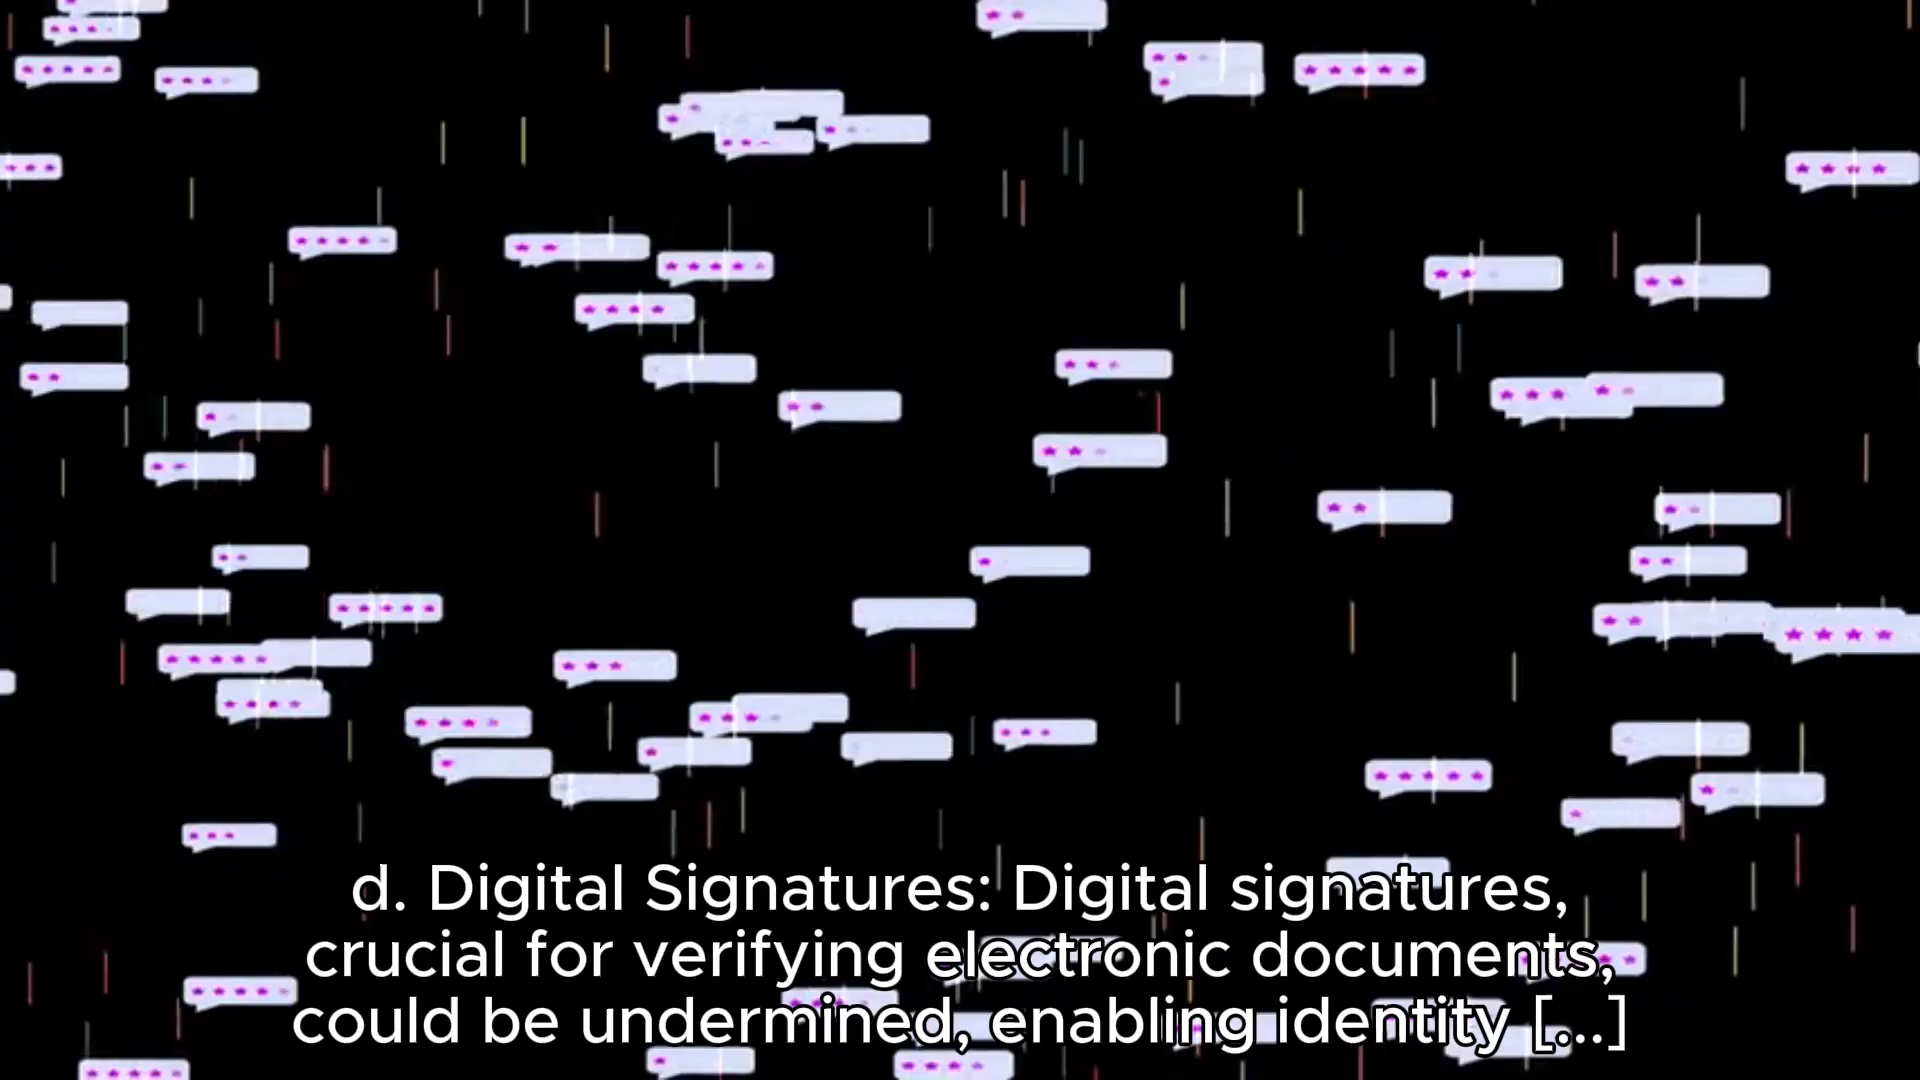 d. Digital Signatures: Digital signatures,
crucial for verifying electronic documents,
could be undermined, enabling identity [...]